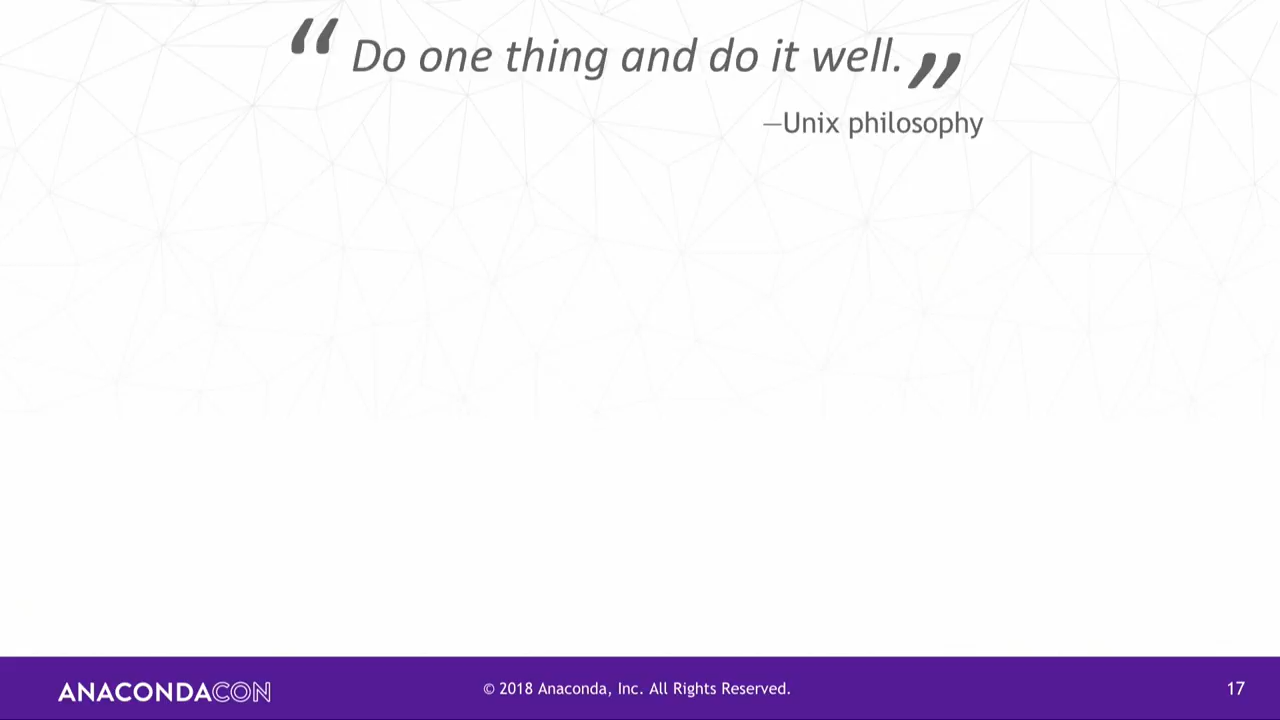 “ Do one thing and do it well. ”
—Unix philosophy
ANACONDACON
© 2018 Anaconda, Inc. All Rights Reserved.
17